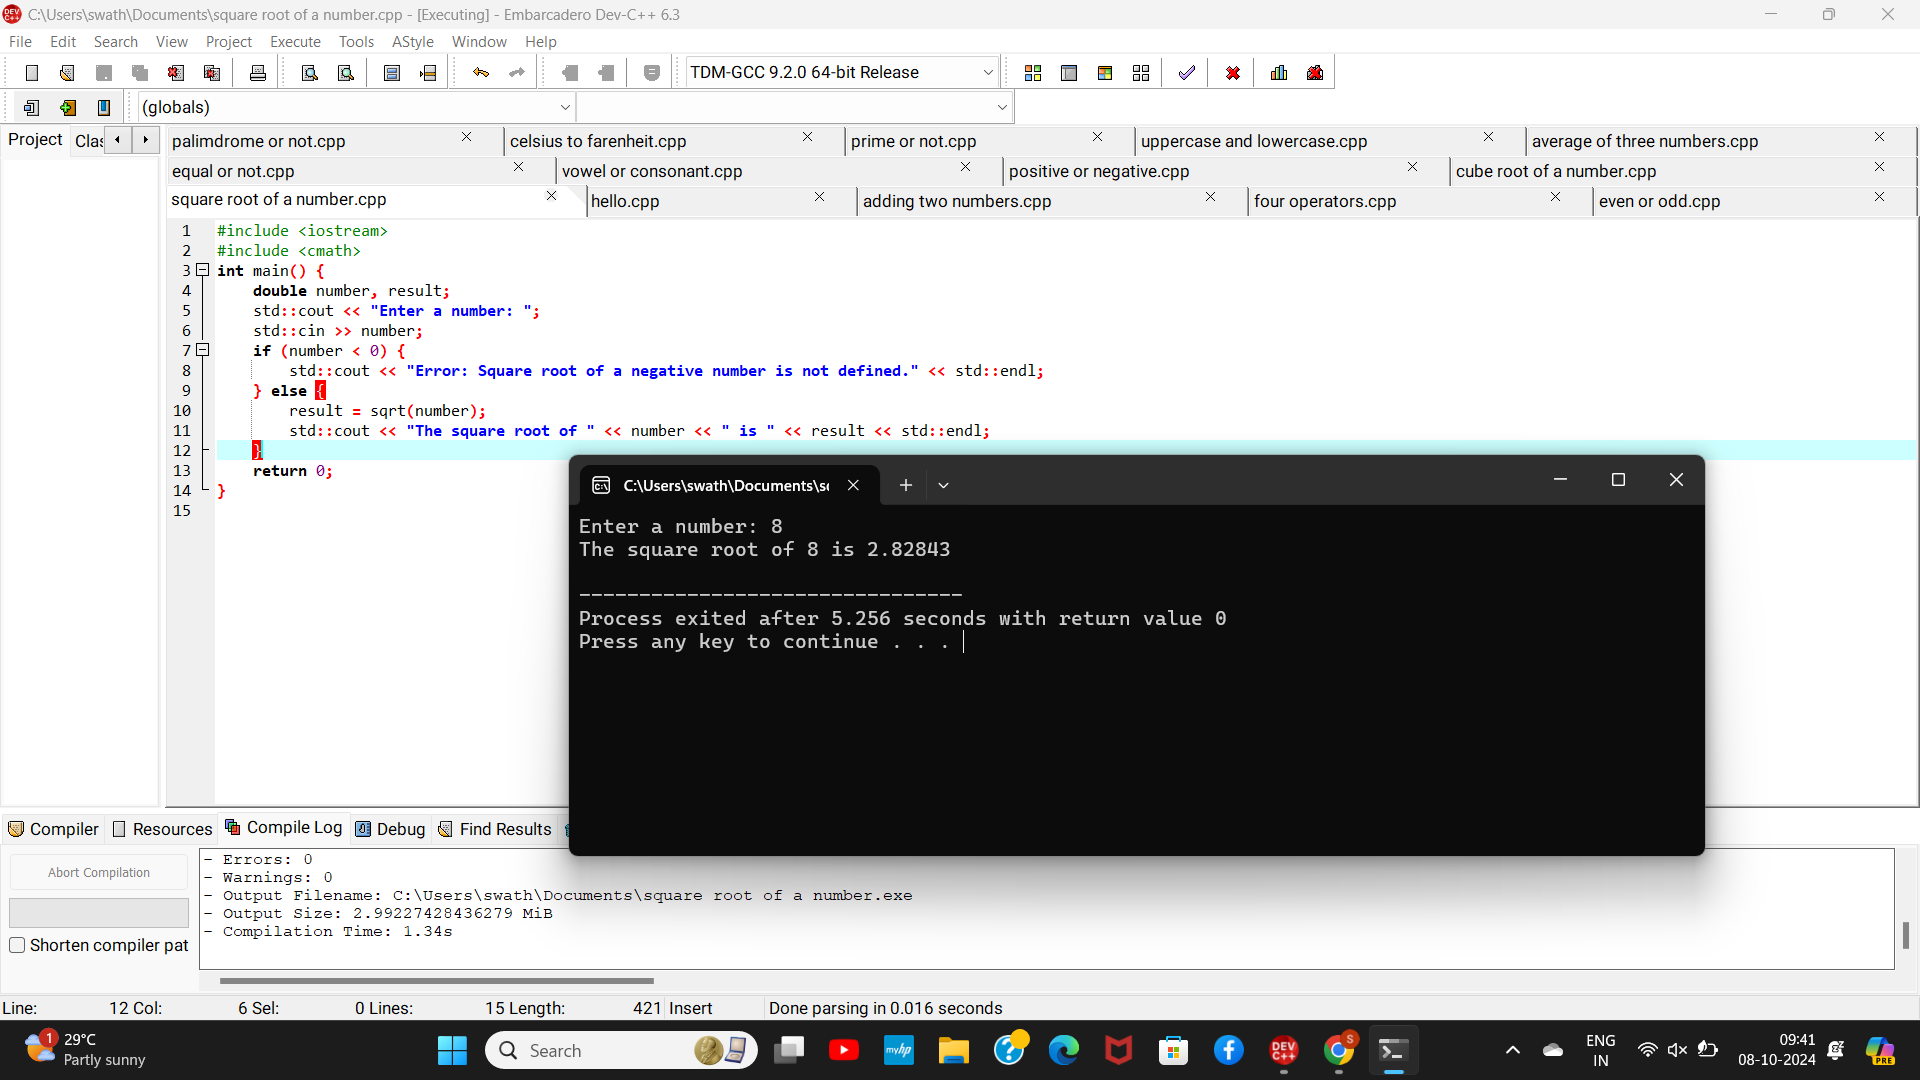 C:\Users\swath\Documents\square root of a number.cpp - [Executing] - Embarcadero Dev-C++ 6.3
File Edit Search View Project Execute Tools AStyle Window Help
TDM-GCC 9.2.0 64-bit Release
(globals)
Project Clas
palimdrome or not.cpp celsius to farenheit.cpp prime or not.cpp uppercase and lowercase.cpp average of three numbers.cpp
equal or not.cpp vowel or consonant.cpp positive or negative.cpp cube root of a number.cpp
square root of a number.cpp hello.cpp adding two numbers.cpp four operators.cpp even or odd.cpp
1 #include <iostream>
2 #include <cmath>
3 int main() {
4 double number, result;
5 std::cout << "Enter a number: ";
6 std::cin >> number;
7 if (number < 0) {
8 std::cout << "Error: Square root of a negative number is not defined." << std::endl;
9 } else {
10 result = sqrt(number);
11 std::cout << "The square root of " << number << " is " << result << std::endl;
12 }
13 return 0;
14 }
15
C:\Users\swath\Documents\sq
Enter a number: 8
The square root of 8 is 2.82843
--------------------------------
Process exited after 5.256 seconds with return value 0
Press any key to continue . . .
Compiler Resources Compile Log Debug Find Results
Abort Compilation
Shorten compiler pat
- Errors: 0
- Warnings: 0
- Output Filename: C:\Users\swath\Documents\square root of a number.exe
- Output Size: 2.99227428436279 MiB
- Compilation Time: 1.34s
Line: 12 Col: 6 Sel: 0 Lines: 15 Length: 421 Insert Done parsing in 0.016 seconds
1
29°C
Partly sunny
Search
myhp
DEV C++
S
ENG
IN
09:41
08-10-2024
PRE